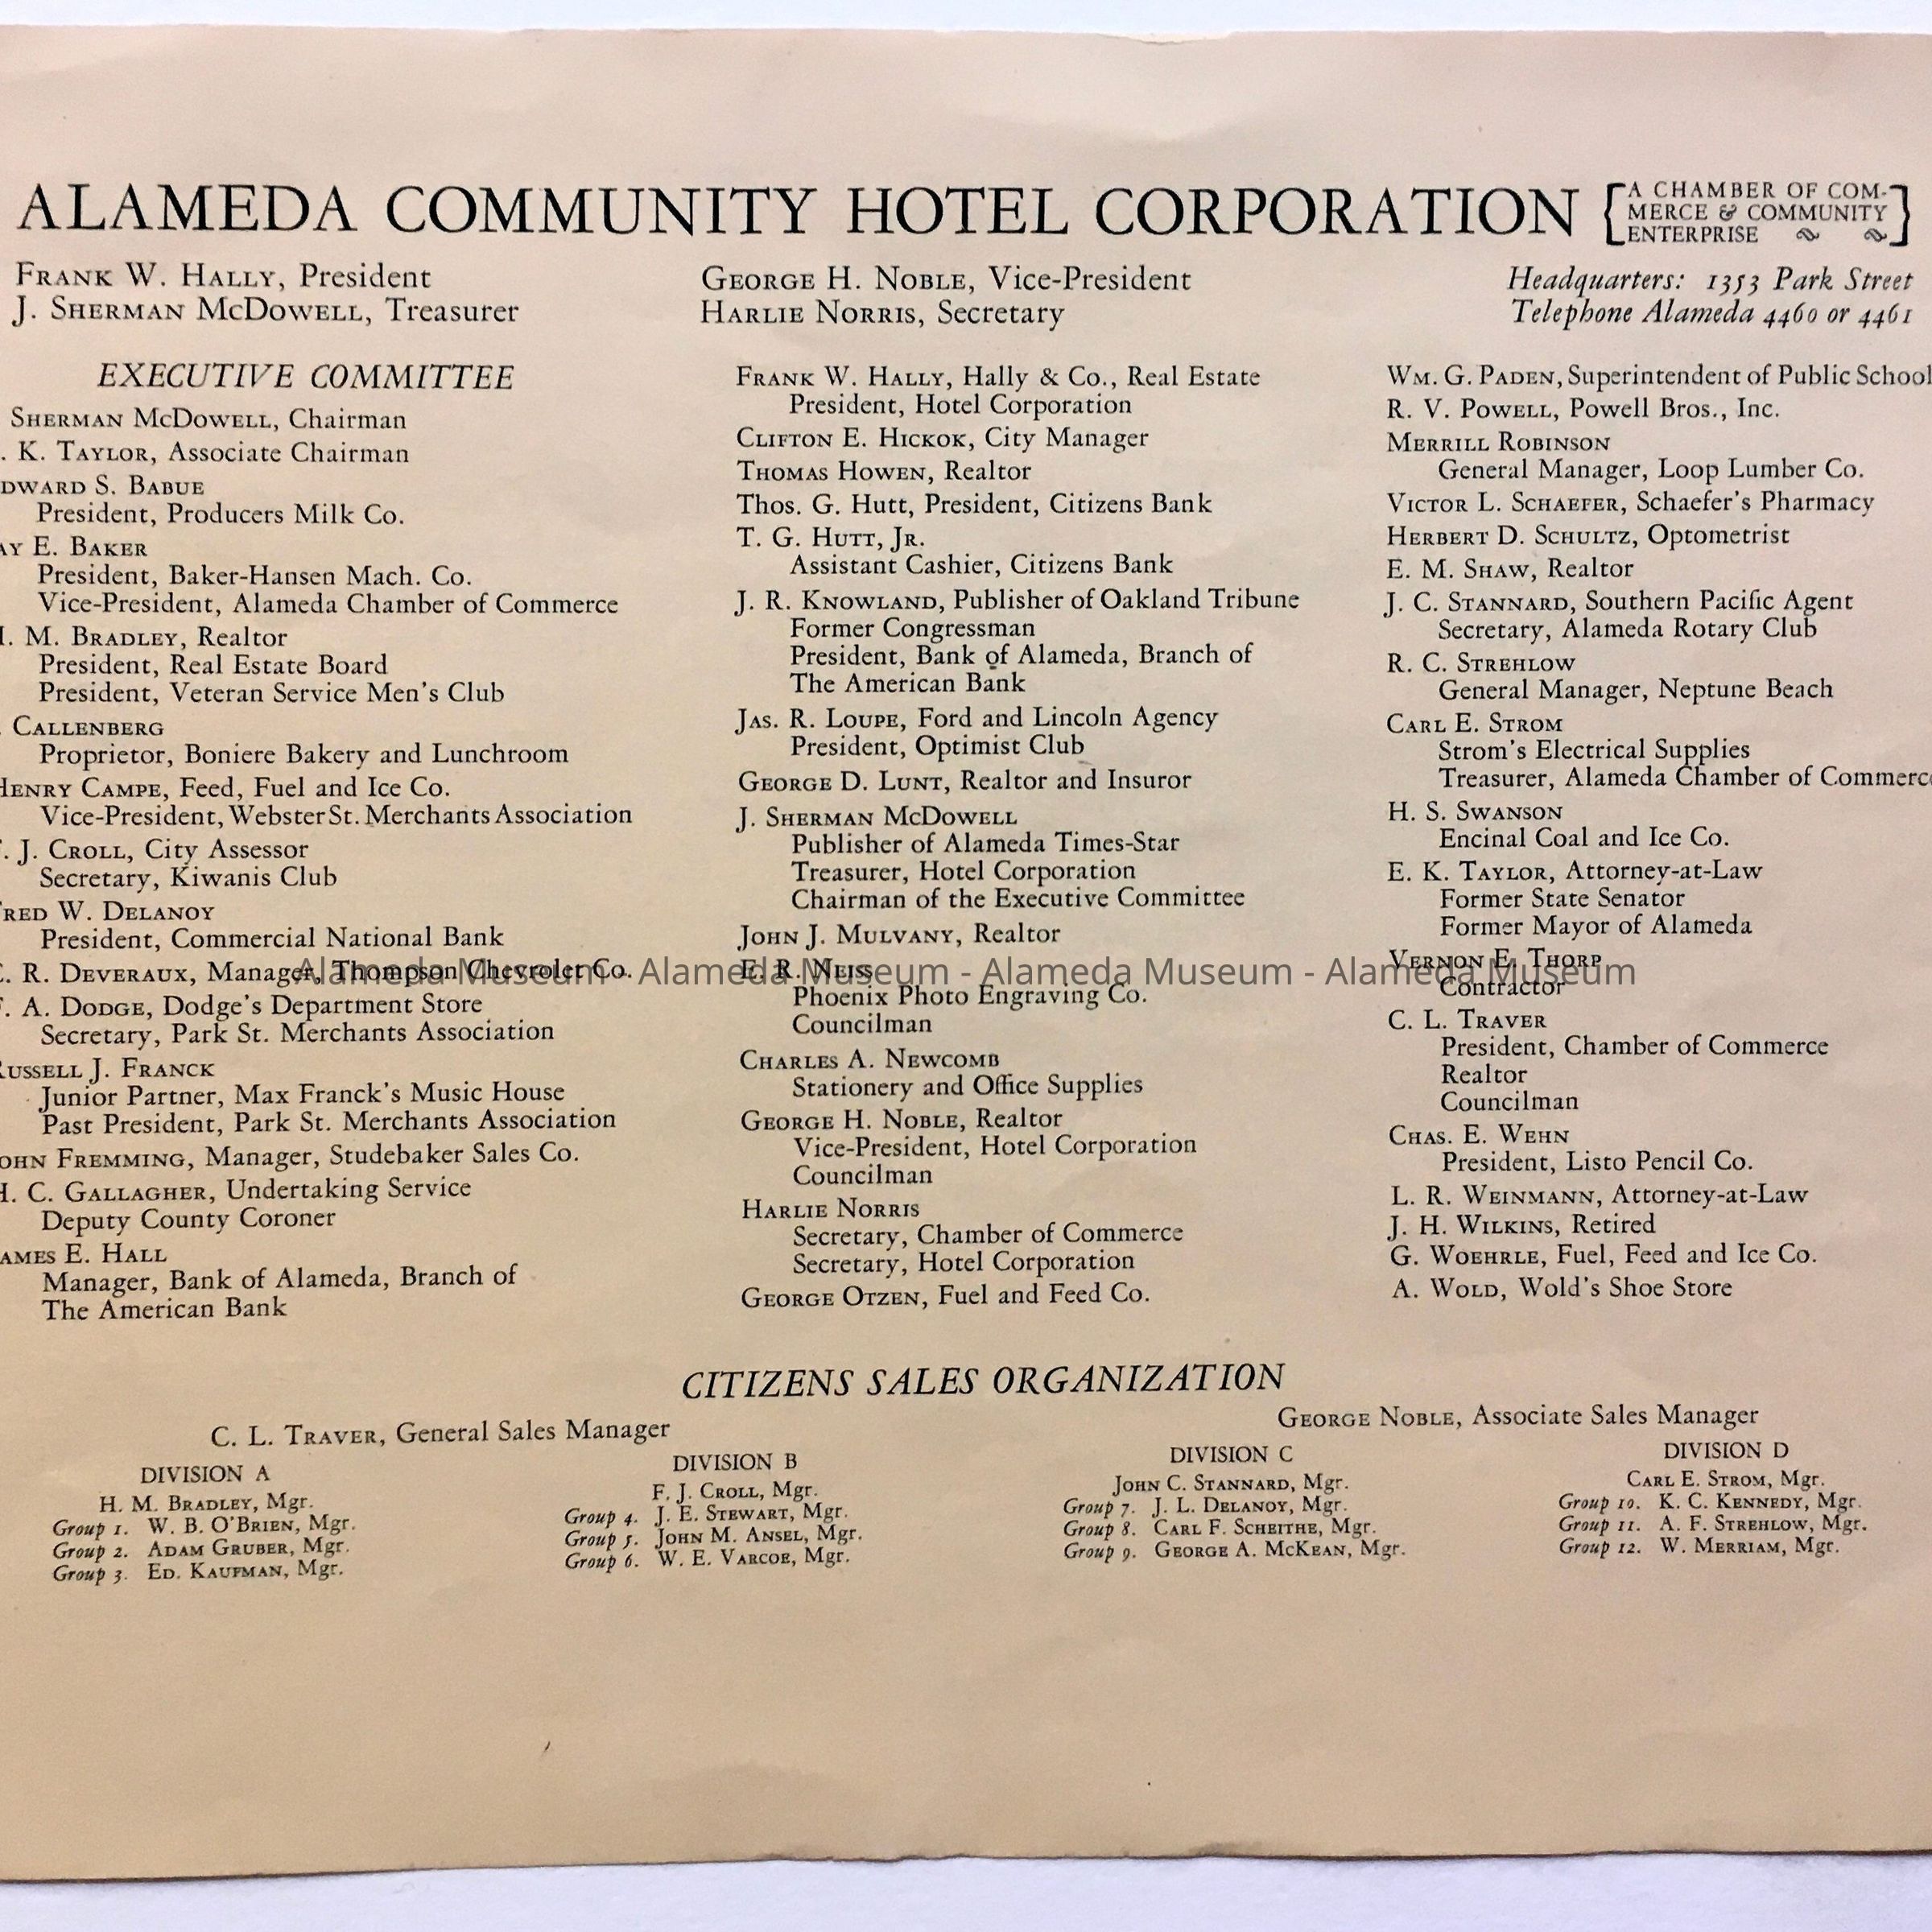 ALAMEDA COMMUNITY HOTEL CORPORATION
[A CHAMBER OF COM-
MERCE & COMMUNITY
ENTERPRISE]
FRANK W. HALLY, President
J. SHERMAN MCDOWELL, Treasurer
GEORGE H. NOBLE, Vice-President
HARLIE NORRIS, Secretary
Headquarters: 1353 Park Street
Telephone Alameda 4460 or 4461
EXECUTIVE COMMITTEE
SHERMAN MCDOWELL, Chairman
. K. TAYLOR, Associate Chairman
DWARD S. BABUE
President, Producers Milk Co.
AY E. BAKER
President, Baker-Hansen Mach. Co.
Vice-President, Alameda Chamber of Commerce
. M. BRADLEY, Realtor
President, Real Estate Board
President, Veteran Service Men's Club
. CALLENBERG
Proprietor, Boniere Bakery and Lunchroom
HENRY CAMPE, Feed, Fuel and Ice Co.
Vice-President, Webster St. Merchants Association
. J. CROLL, City Assessor
Secretary, Kiwanis Club
FRED W. DELANOY
President, Commercial National Bank
. R. DEVERAUX, Manager, Thompson Chevrolet Co.
. A. DODGE, Dodge's Department Store
Secretary, Park St. Merchants Association
RUSSELL J. FRANCK
Junior Partner, Max Franck's Music House
Past President, Park St. Merchants Association
OHN FREMMING, Manager, Studebaker Sales Co.
H. C. GALLAGHER, Undertaking Service
Deputy County Coroner
AMES E. HALL
Manager, Bank of Alameda, Branch of
The American Bank
FRANK W. HALLY, Hally & Co., Real Estate
President, Hotel Corporation
CLIFTON E. HICKOK, City Manager
THOMAS HOWEN, Realtor
Thos. G. Hutt, President, Citizens Bank
T. G. HUTT, JR.
Assistant Cashier, Citizens Bank
J. R. KNOWLAND, Publisher of Oakland Tribune
Former Congressman
President, Bank of Alameda, Branch of
The American Bank
JAS. R. LOUPE, Ford and Lincoln Agency
President, Optimist Club
GEORGE D. LUNT, Realtor and Insuror
J. SHERMAN MCDOWELL
Publisher of Alameda Times-Star
Treasurer, Hotel Corporation
Chairman of the Executive Committee
JOHN J. MULVANY, Realtor
E. R. NEISS
Phoenix Photo Engraving Co.
Councilman
CHARLES A. NEWCOMB
Stationery and Office Supplies
GEORGE H. NOBLE, Realtor
Vice-President, Hotel Corporation
Councilman
HARLIE NORRIS
Secretary, Chamber of Commerce
Secretary, Hotel Corporation
GEORGE OTZEN, Fuel and Feed Co.
WM. G. PADEN, Superintendent of Public School
R. V. POWELL, Powell Bros., Inc.
MERRILL ROBINSON
General Manager, Loop Lumber Co.
VICTOR L. SCHAEFER, Schaefer's Pharmacy
HERBERT D. SCHULTZ, Optometrist
E. M. SHAW, Realtor
J. C. STANNARD, Southern Pacific Agent
Secretary, Alameda Rotary Club
R. C. STREHLOW
General Manager, Neptune Beach
CARL E. STROM
Strom's Electrical Supplies
Treasurer, Alameda Chamber of Commerc
H. S. SWANSON
Encinal Coal and Ice Co.
E. K. TAYLOR, Attorney-at-Law
Former State Senator
Former Mayor of Alameda
VERNON E. THORP
Contractor
C. L. TRAVER
President, Chamber of Commerce
Realtor
Councilman
CHAS. E. WEHN
President, Listo Pencil Co.
L. R. WEINMANN, Attorney-at-Law
J. H. WILKINS, Retired
G. WOEHRLE, Fuel, Feed and Ice Co.
A. WOLD, Wold's Shoe Store
Alameda Museum - Alameda Museum - Alameda Museum - Alameda Museum
CITIZENS SALES ORGANIZATION
C. L. TRAVER, General Sales Manager
GEORGE NOBLE, Associate Sales Manager
DIVISION A
H. M. BRADLEY, Mgr.
Group 1. W. B. O'BRIEN, Mgr.
Group 2. ADAM GRUBER, Mgr.
Group 3. ED. KAUFMAN, Mgr.
DIVISION B
F. J. CROLL, Mgr.
Group 4. J. E. STEWART, Mgr.
Group 5. JOHN M. ANSEL, Mgr.
Group 6. W. E. VARCOE, Mgr.
DIVISION C
JOHN C. STANNARD, Mgr.
Group 7. J. L. DELANOY, Mgr.
Group 8. CARL F. SCHEITHE, Mgr.
Group 9. GEORGE A. MCKEAN, Mgr.
DIVISION D
CARL E. STROM, Mgr.
Group 10. K. C. KENNEDY, Mgr.
Group 11. A. F. STREHLOW, Mgr.
Group 12. W. MERRIAM, Mgr.